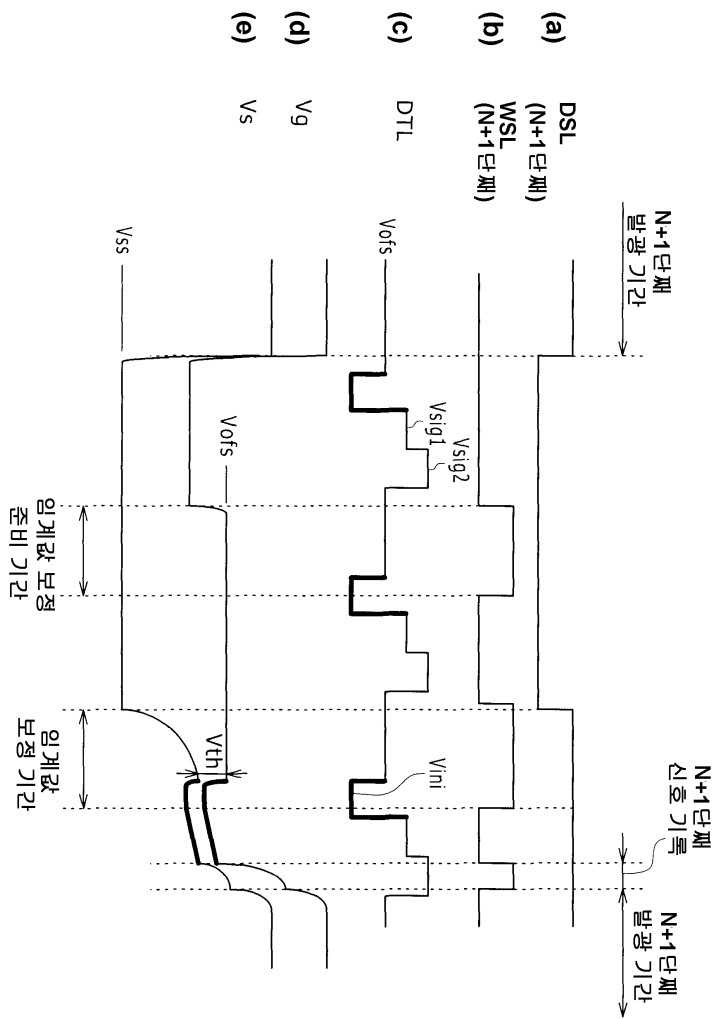 N+1단째
발광 기간
N+1단째
신호 기록
N+1단째
발광 기간
(a)
DSL
(N+1단째)
(b)
WSL
(N+1단째)
(c)
DTL
Vofs
Vsig1
Vsig2
Vini
(d)
Vg
(e)
Vs
Vofs
Vth
Vss
임계값 보정
준비 기간
임계값
보정 기간